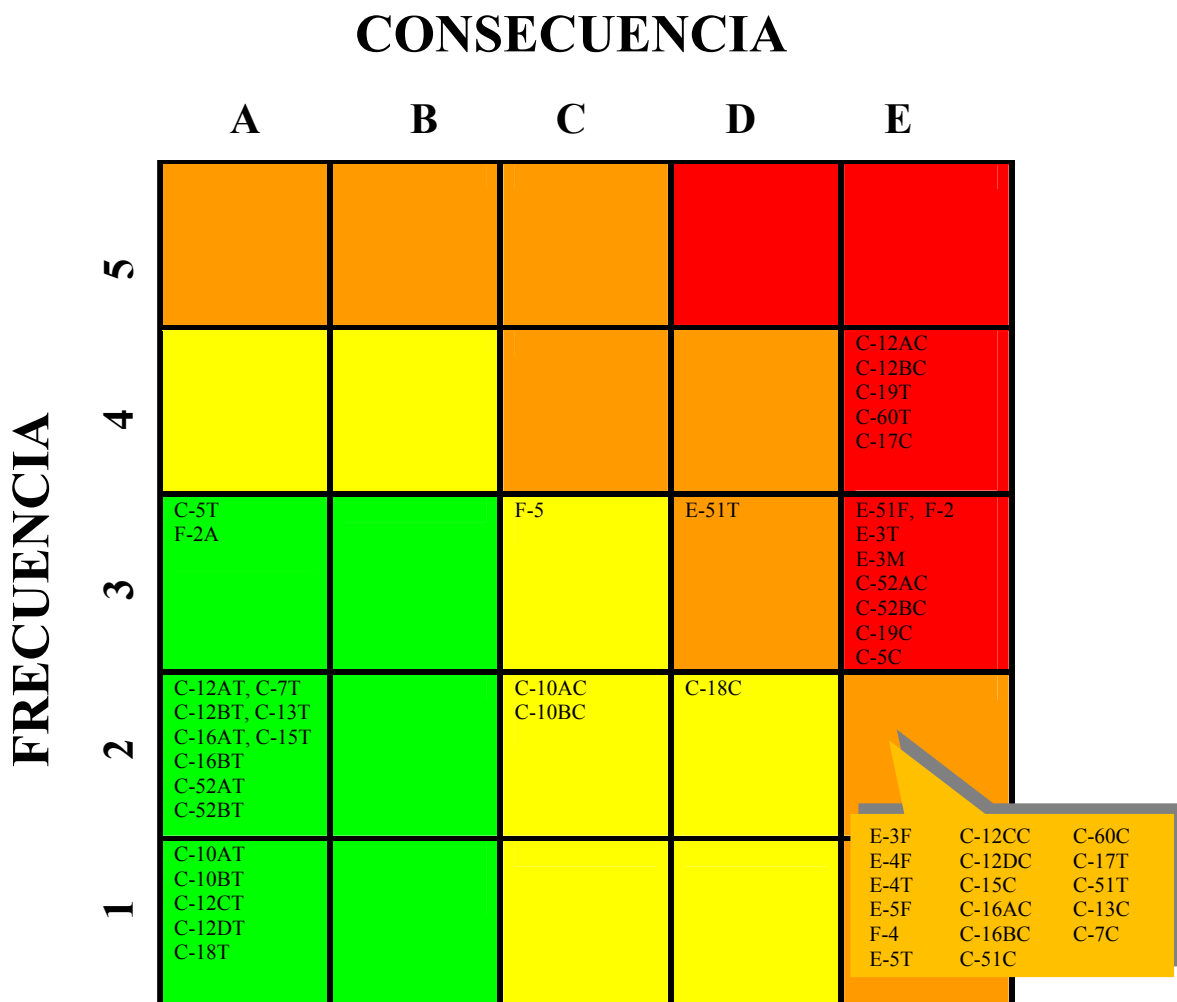 CONSECUENCIA
A B C D E
FRECUENCIA
5
4
C-12AC
C-12BC
C-19T
C-60T
C-17C
3
C-5T
F-2A
F-5
E-51T
E-51F, F-2
E-3T
E-3M
C-52AC
C-52BC
C-19C
C-5C
2
C-12AT, C-7T
C-12BT, C-13T
C-16AT, C-15T
C-16BT
C-52AT
C-52BT
C-10AC
C-10BC
C-18C
1
C-10AT
C-10BT
C-12CT
C-12DT
C-18T
E-3F C-12CC C-60C
E-4F C-12DC C-17T
E-4T C-15C C-51T
E-5F C-16AC C-13C
F-4 C-16BC C-7C
E-5T C-51C